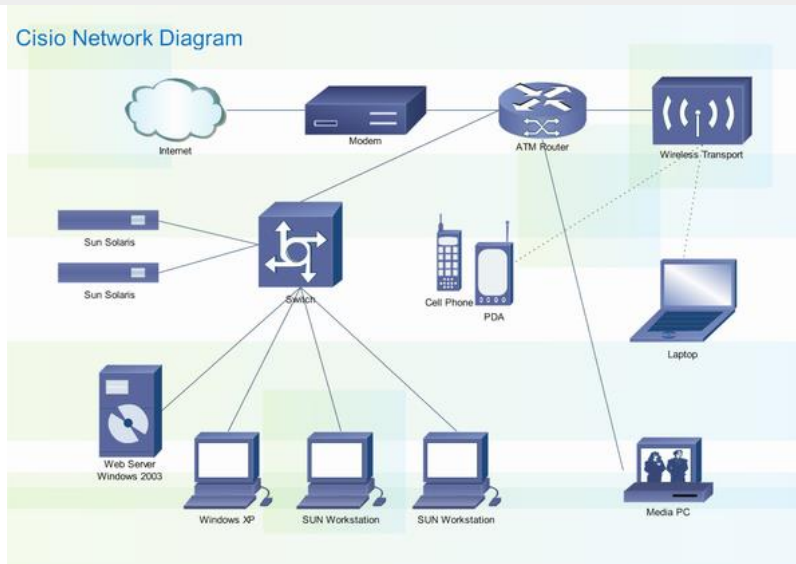 Cisio Network Diagram
Internet
Modem
ATM Router
Wireless Transport
Sun Solaris
Sun Solaris
Switch
Cell Phone
PDA
Laptop
Web Server
Windows 2003
Windows XP
SUN Workstation
SUN Workstation
Media PC